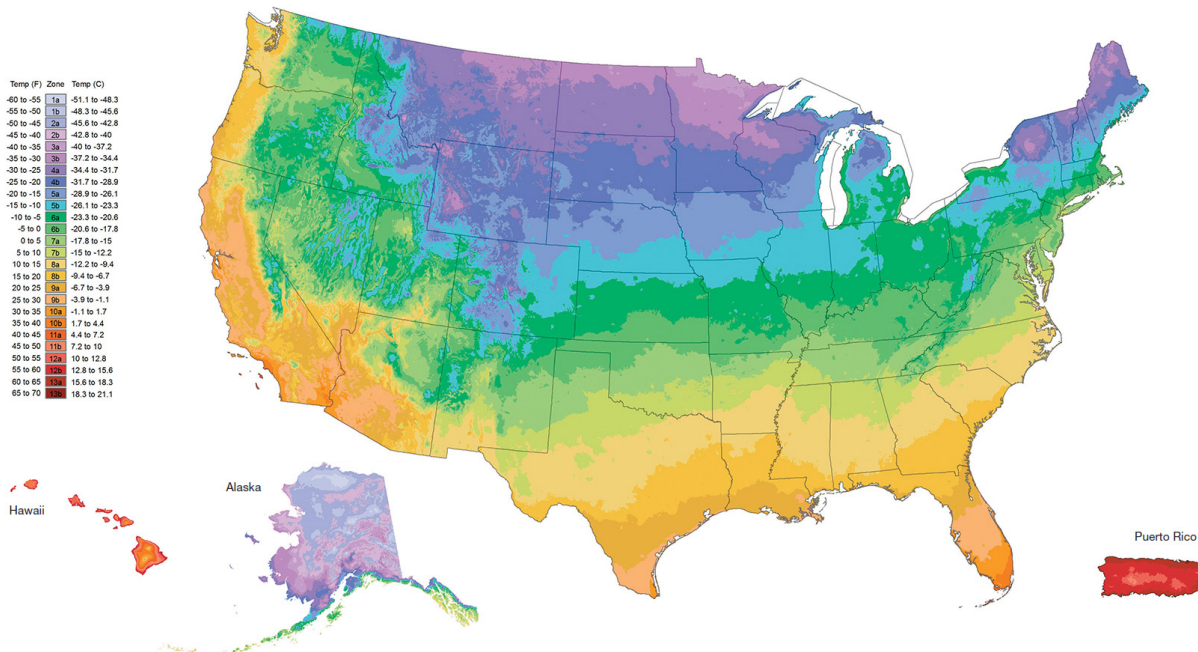 Temp (F) Zone Temp (C)
-60 to -55 1a -51.1 to -48.3
-55 to -50 1b -48.3 to -45.6
-50 to -45 2a -45.6 to -42.8
-45 to -40 2b -42.8 to -40
-40 to -35 3a -40 to -37.2
-35 to -30 3b -37.2 to -34.4
-30 to -25 4a -34.4 to -31.7
-25 to -20 4b -31.7 to -28.9
-20 to -15 5a -28.9 to -26.1
-15 to -10 5b -26.1 to -23.3
-10 to -5 6a -23.3 to -20.6
-5 to 0 6b -20.6 to -17.8
0 to 5 7a -17.8 to -15
5 to 10 7b -15 to -12.2
10 to 15 8a -12.2 to -9.4
15 to 20 8b -9.4 to -6.7
20 to 25 9a -6.7 to -3.9
25 to 30 9b -3.9 to -1.1
30 to 35 10a -1.1 to 1.7
35 to 40 10b 1.7 to 4.4
40 to 45 11a 4.4 to 7.2
45 to 50 11b 7.2 to 10
50 to 55 12a 10 to 12.8
55 to 60 12b 12.8 to 15.6
60 to 65 13a 15.6 to 18.3
65 to 70 13b 18.3 to 21.1
Alaska
Hawaii
Puerto Rico